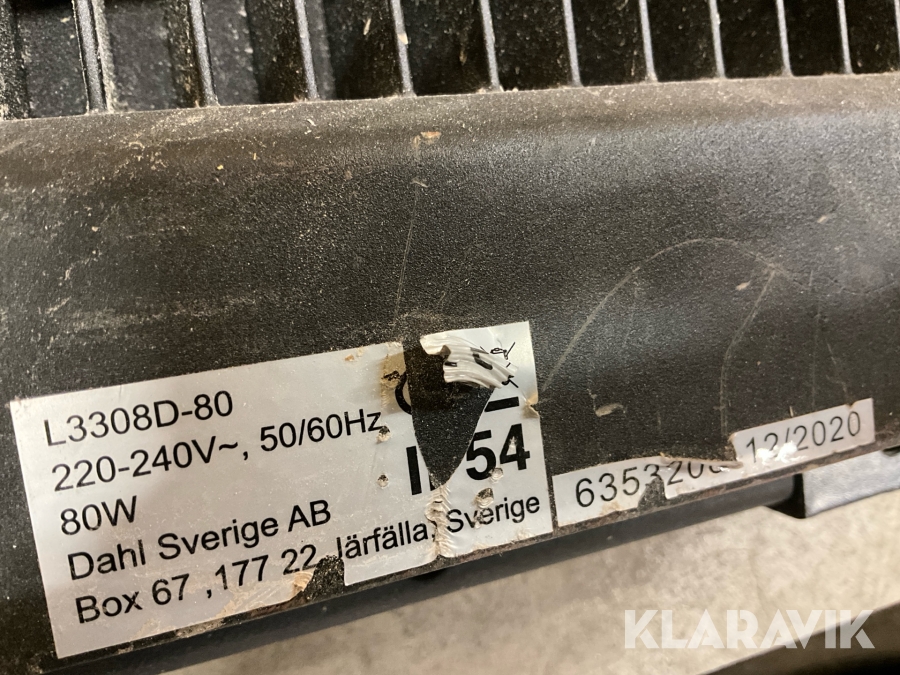 L3308D-80
220-240V~, 50/60Hz
80W
Dahl Sverige AB
Box 67 ,177 22 Järfälla, Sverige
54
12/2020
KLARAVIK